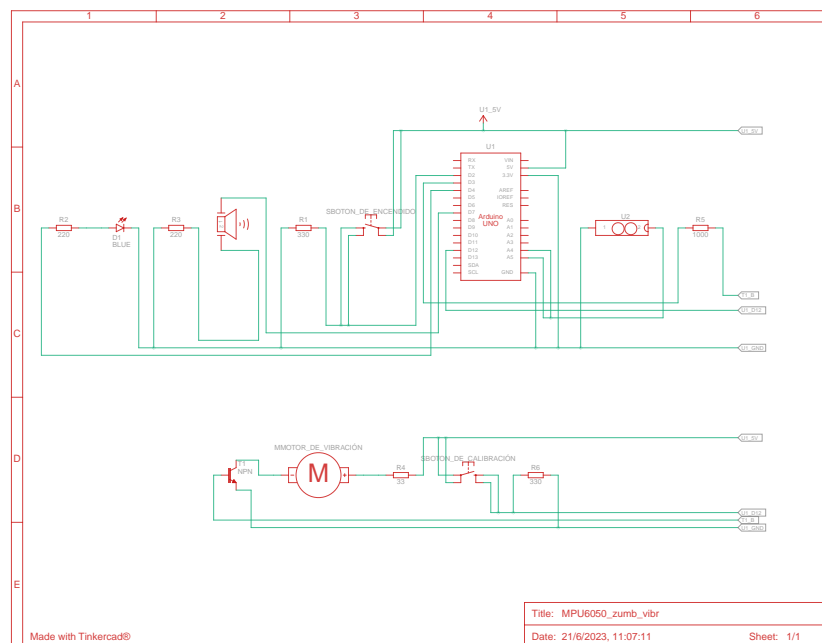 1 2 3 4 5 6
A
B
C
D
E
U1_5V
U1_5V
U1
RX
TX
D2
D3
D4
D5
D6
D7
D8
D9
D10
D11
D12
D13
SDA
SCL
VIN
5V
3.3V
AREF
IOREF
RES
A0
A1
A2
A3
A4
A5
GND
Arduino
UNO
R2
220
D1
BLUE
R3
220
R1
330
SBOTON_DE_ENCENDIDO
U2
1 2
R5
1000
T1_B
U1_D12
U1_GND
U1_5V
T1
NPN
MMOTOR_DE_VIBRACIÓN
M
- +
R4
33
SBOTON_DE_CALIBRACIÓN
R6
330
U1_D12
T1_B
U1_GND
Title: MPU6050_zumb_vibr
Made with Tinkercad®
Date: 21/6/2023, 11:07:11 Sheet: 1/1